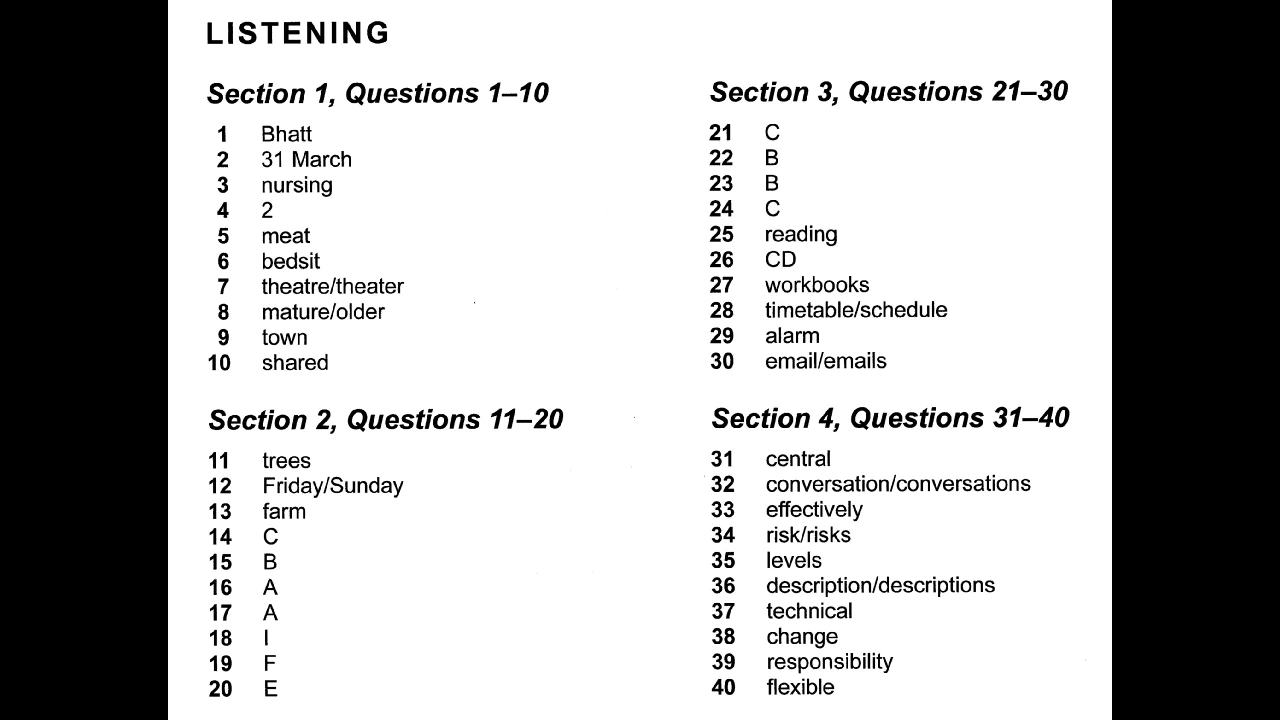 LISTENING
Section 1, Questions 1–10
1 Bhatt
2 31 March
3 nursing
4 2
5 meat
6 bedsit
7 theatre/theater
8 mature/older
9 town
10 shared
Section 2, Questions 11–20
11 trees
12 Friday/Sunday
13 farm
14 C
15 B
16 A
17 A
18 I
19 F
20 E
Section 3, Questions 21–30
21 C
22 B
23 B
24 C
25 reading
26 CD
27 workbooks
28 timetable/schedule
29 alarm
30 email/emails
Section 4, Questions 31–40
31 central
32 conversation/conversations
33 effectively
34 risk/risks
35 levels
36 description/descriptions
37 technical
38 change
39 responsibility
40 flexible